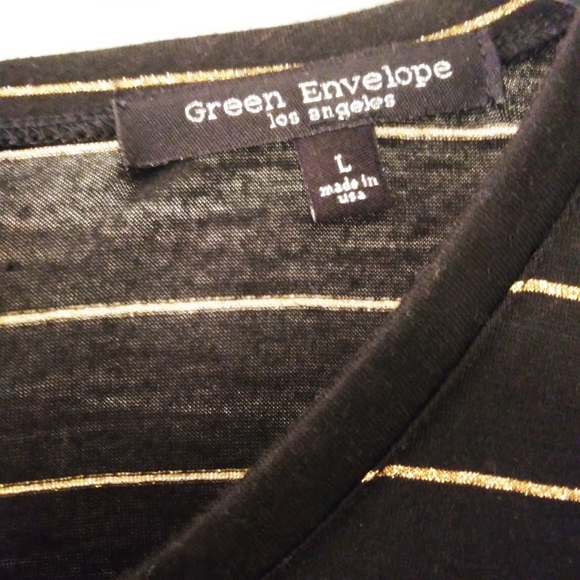 Green Envelope
los angeles
L
made in
usa